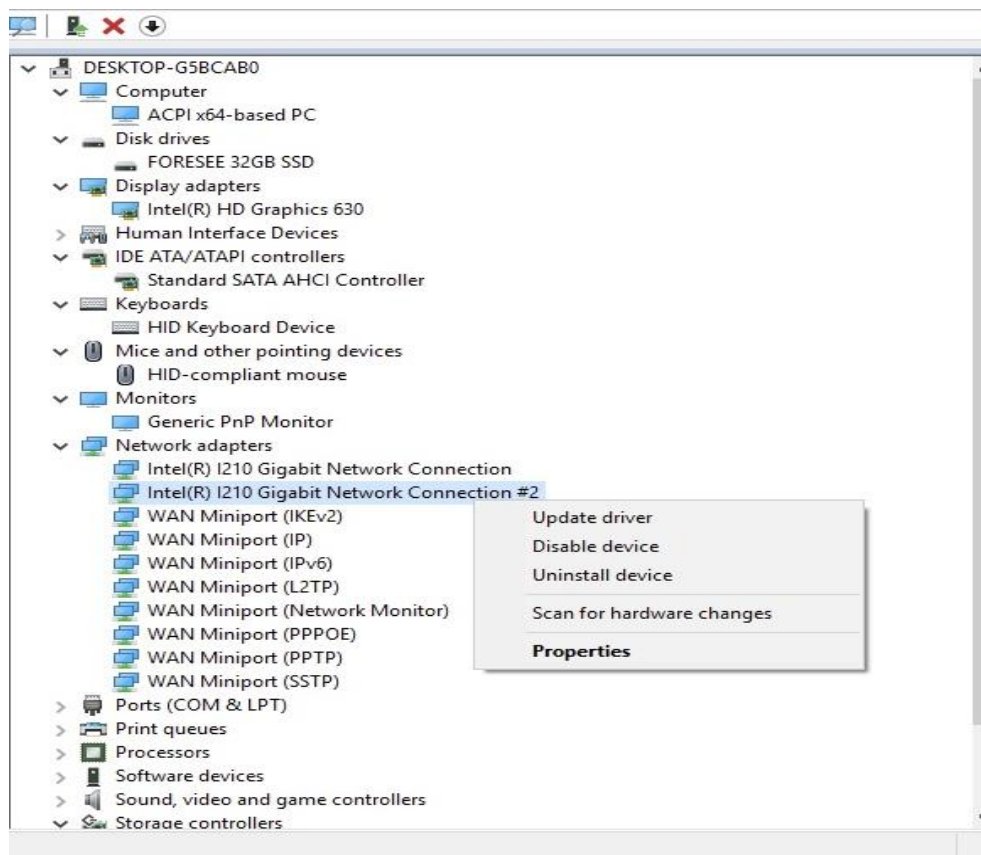 DESKTOP-G5BCAB0
Computer
ACPI x64-based PC
Disk drives
FORESEE 32GB SSD
Display adapters
Intel(R) HD Graphics 630
Human Interface Devices
IDE ATA/ATAPI controllers
Standard SATA AHCI Controller
Keyboards
HID Keyboard Device
Mice and other pointing devices
HID-compliant mouse
Monitors
Generic PnP Monitor
Network adapters
Intel(R) I210 Gigabit Network Connection
Intel(R) I210 Gigabit Network Connection #2
WAN Miniport (IKEv2)
WAN Miniport (IP)
WAN Miniport (IPv6)
WAN Miniport (L2TP)
WAN Miniport (Network Monitor)
WAN Miniport (PPPOE)
WAN Miniport (PPTP)
WAN Miniport (SSTP)
Ports (COM & LPT)
Print queues
Processors
Software devices
Sound, video and game controllers
Storage controllers
Update driver
Disable device
Uninstall device
Scan for hardware changes
Properties